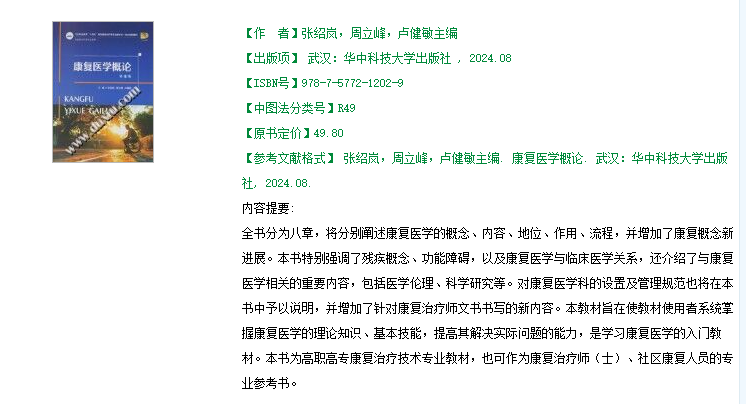 康复医学概论
KANGFU
YIXUE GAILUN
www.duxiu.com
【作　者】张绍岚，周立峰，卢健敏主编
【出版项】 武汉：华中科技大学出版社 , 2024.08
【ISBN号】978-7-5772-1202-9
【中图法分类号】R49
【原书定价】49.80
【参考文献格式】 张绍岚，周立峰，卢健敏主编. 康复医学概论. 武汉：华中科技大学出版
社, 2024.08.
内容提要:
全书分为八章，将分别阐述康复医学的概念、内容、地位、作用、流程，并增加了康复概念新
进展。本书特别强调了残疾概念、功能障碍，以及康复医学与临床医学关系，还介绍了与康复
医学相关的重要内容，包括医学伦理、科学研究等。对康复医学科的设置及管理规范也将在本
书中予以说明，并增加了针对康复治疗师文书书写的新内容。本教材旨在使教材使用者系统掌
握康复医学的理论知识、基本技能，提高其解决实际问题的能力，是学习康复医学的入门教
材。本书为高职高专康复治疗技术专业教材，也可作为康复治疗师（士）、社区康复人员的专
业参考书。